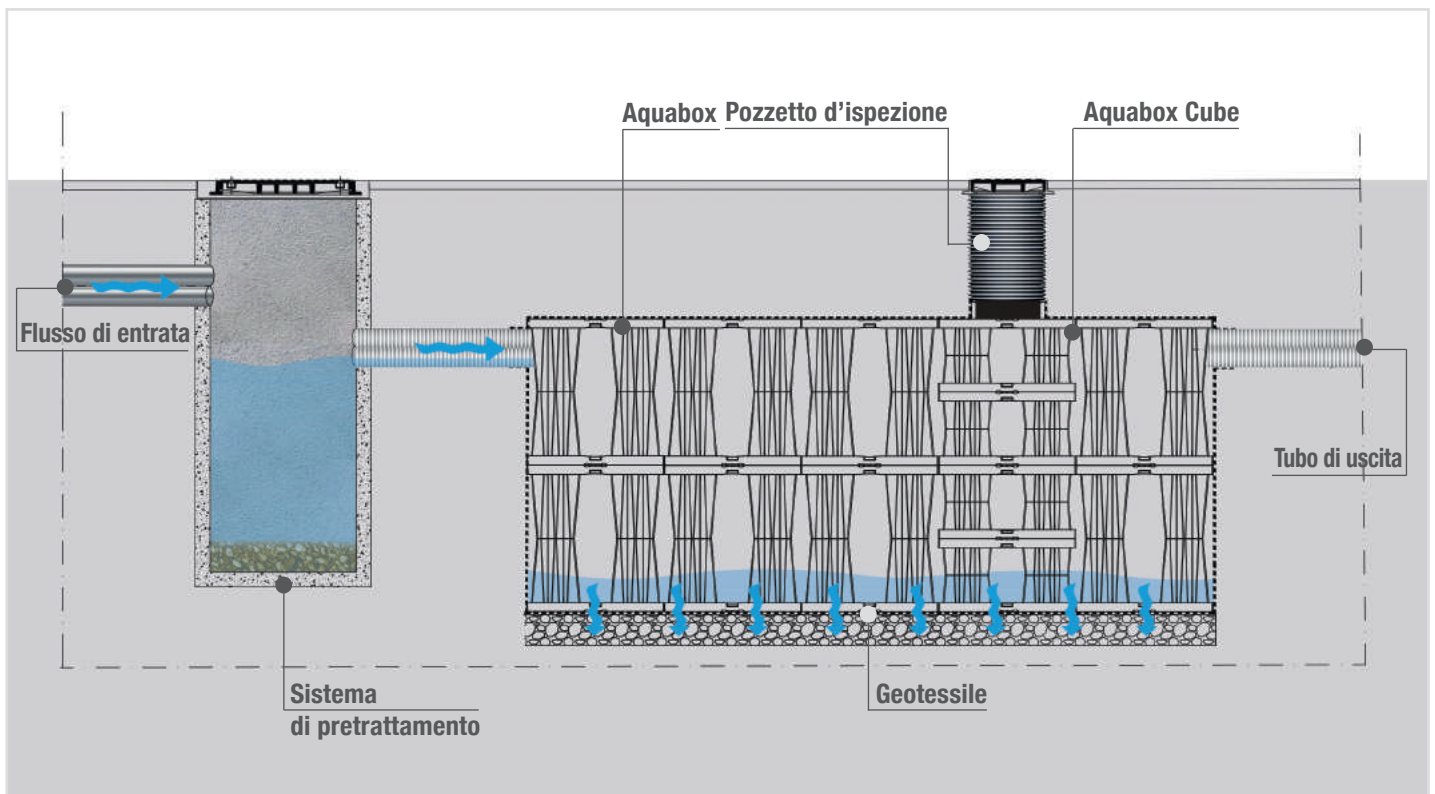 Aquabox
Pozzetto d’ispezione
Aquabox Cube
Flusso di entrata
Tubo di uscita
Sistema
di pretrattamento
Geotessile